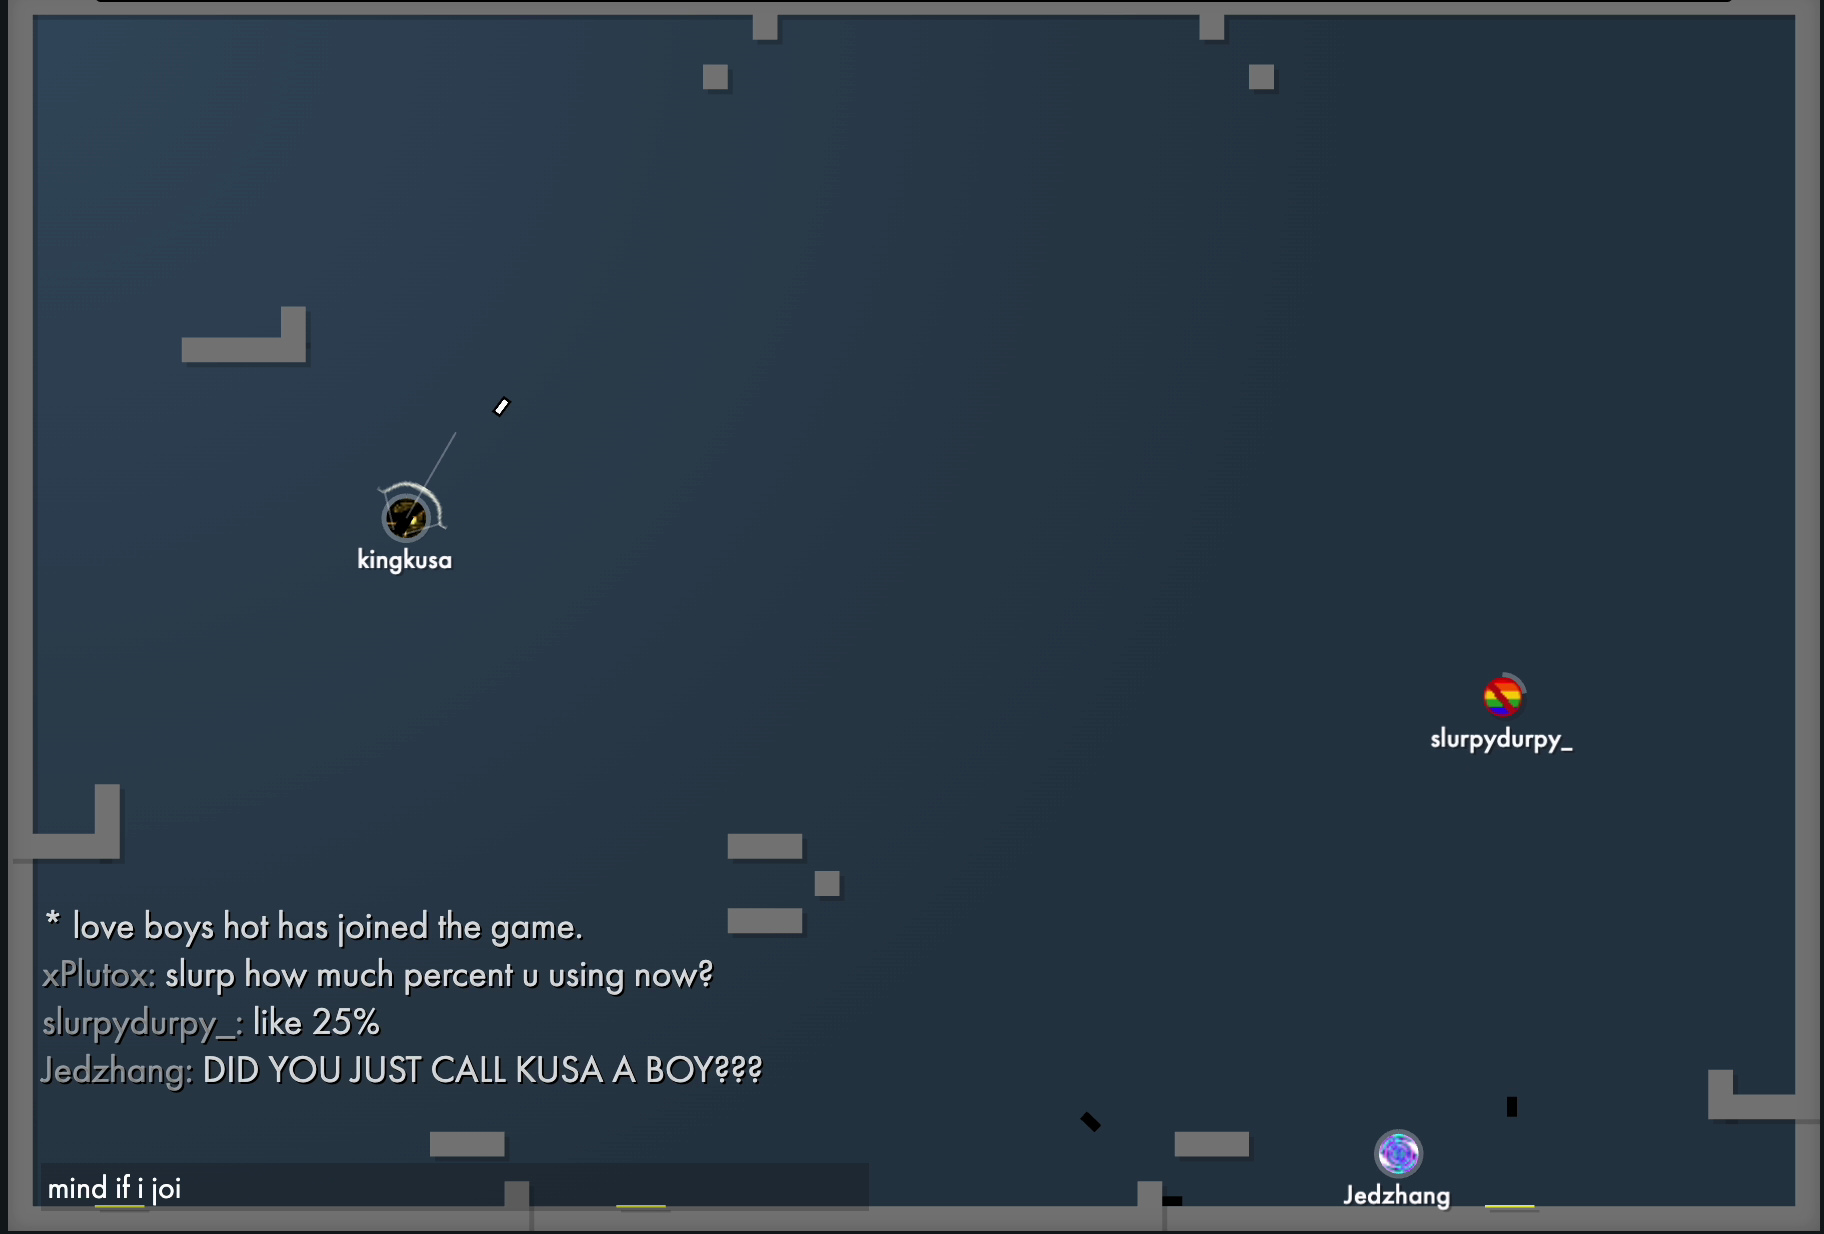 kingkusa
slurpydurpy_
* love boys hot has joined the game.
xPlutox: slurp how much percent u using now?
slurpydurpy_: like 25%
Jedzhang: DID YOU JUST CALL KUSA A BOY???
mind if i joi
Jedzhang